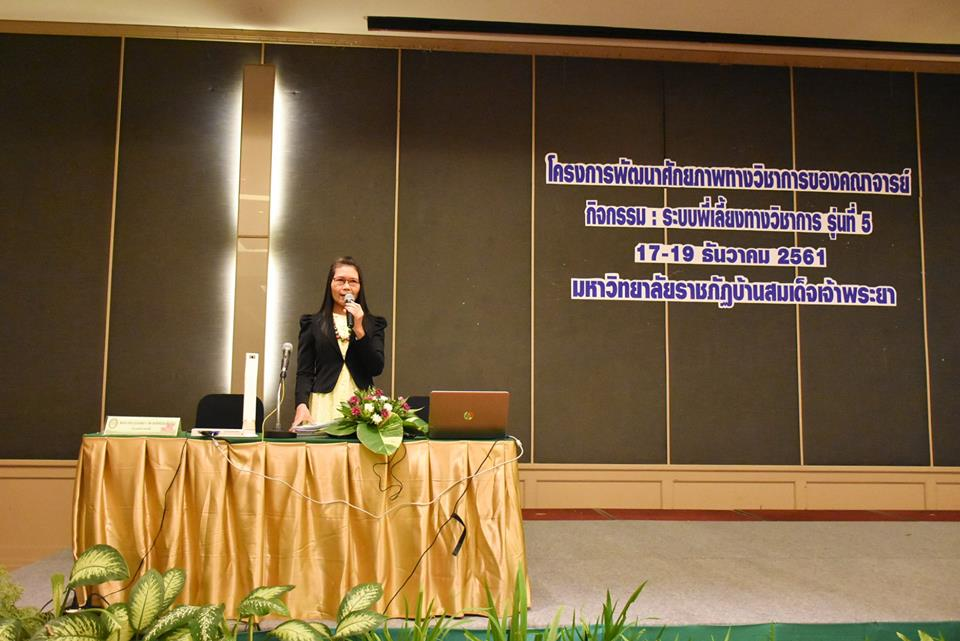 โครงการพัฒนาศักยภาพทางวิชาการของคณาจารย์
กิจกรรม : ระบบพี่เลี้ยงทางวิชาการ รุ่นที่ 5
17-19 ธันวาคม 2561
มหาวิทยาลัยราชภัฏบ้านสมเด็จเจ้าพระยา